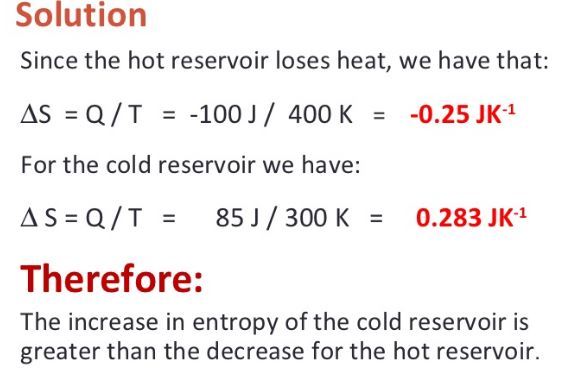 Solution
Since the hot reservoir loses heat, we have that:
ΔS = Q / T = -100 J / 400 K = -0.25 JK⁻¹
For the cold reservoir we have:
Δ S = Q / T = 85 J / 300 K = 0.283 JK⁻¹
Therefore:
The increase in entropy of the cold reservoir is
greater than the decrease for the hot reservoir.